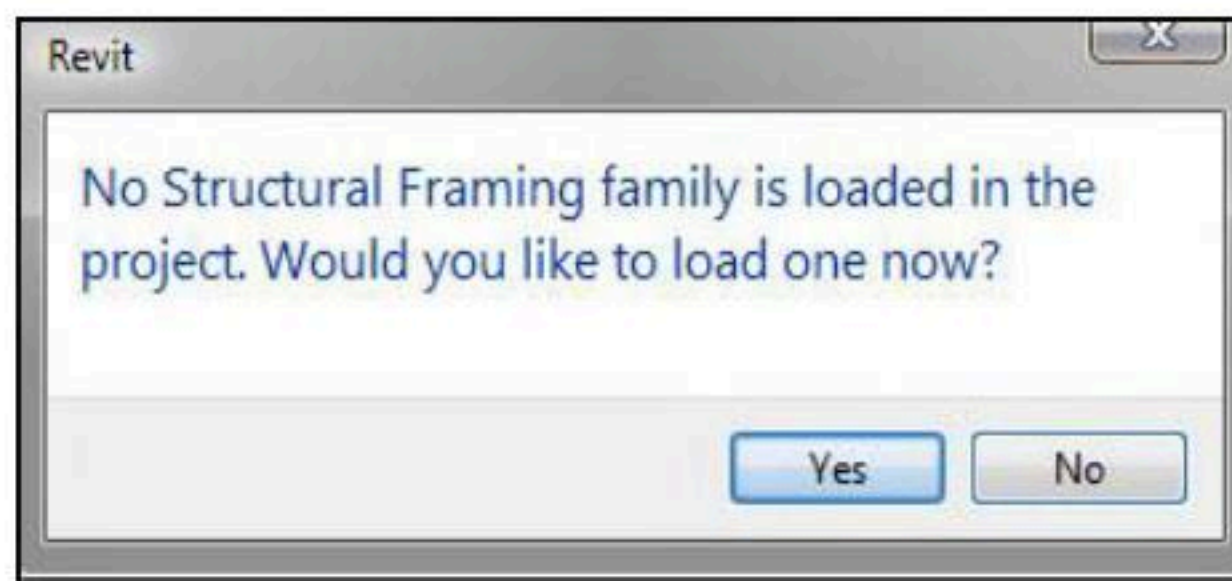 Revit
No Structural Framing family is loaded in the
project. Would you like to load one now?
Yes
No